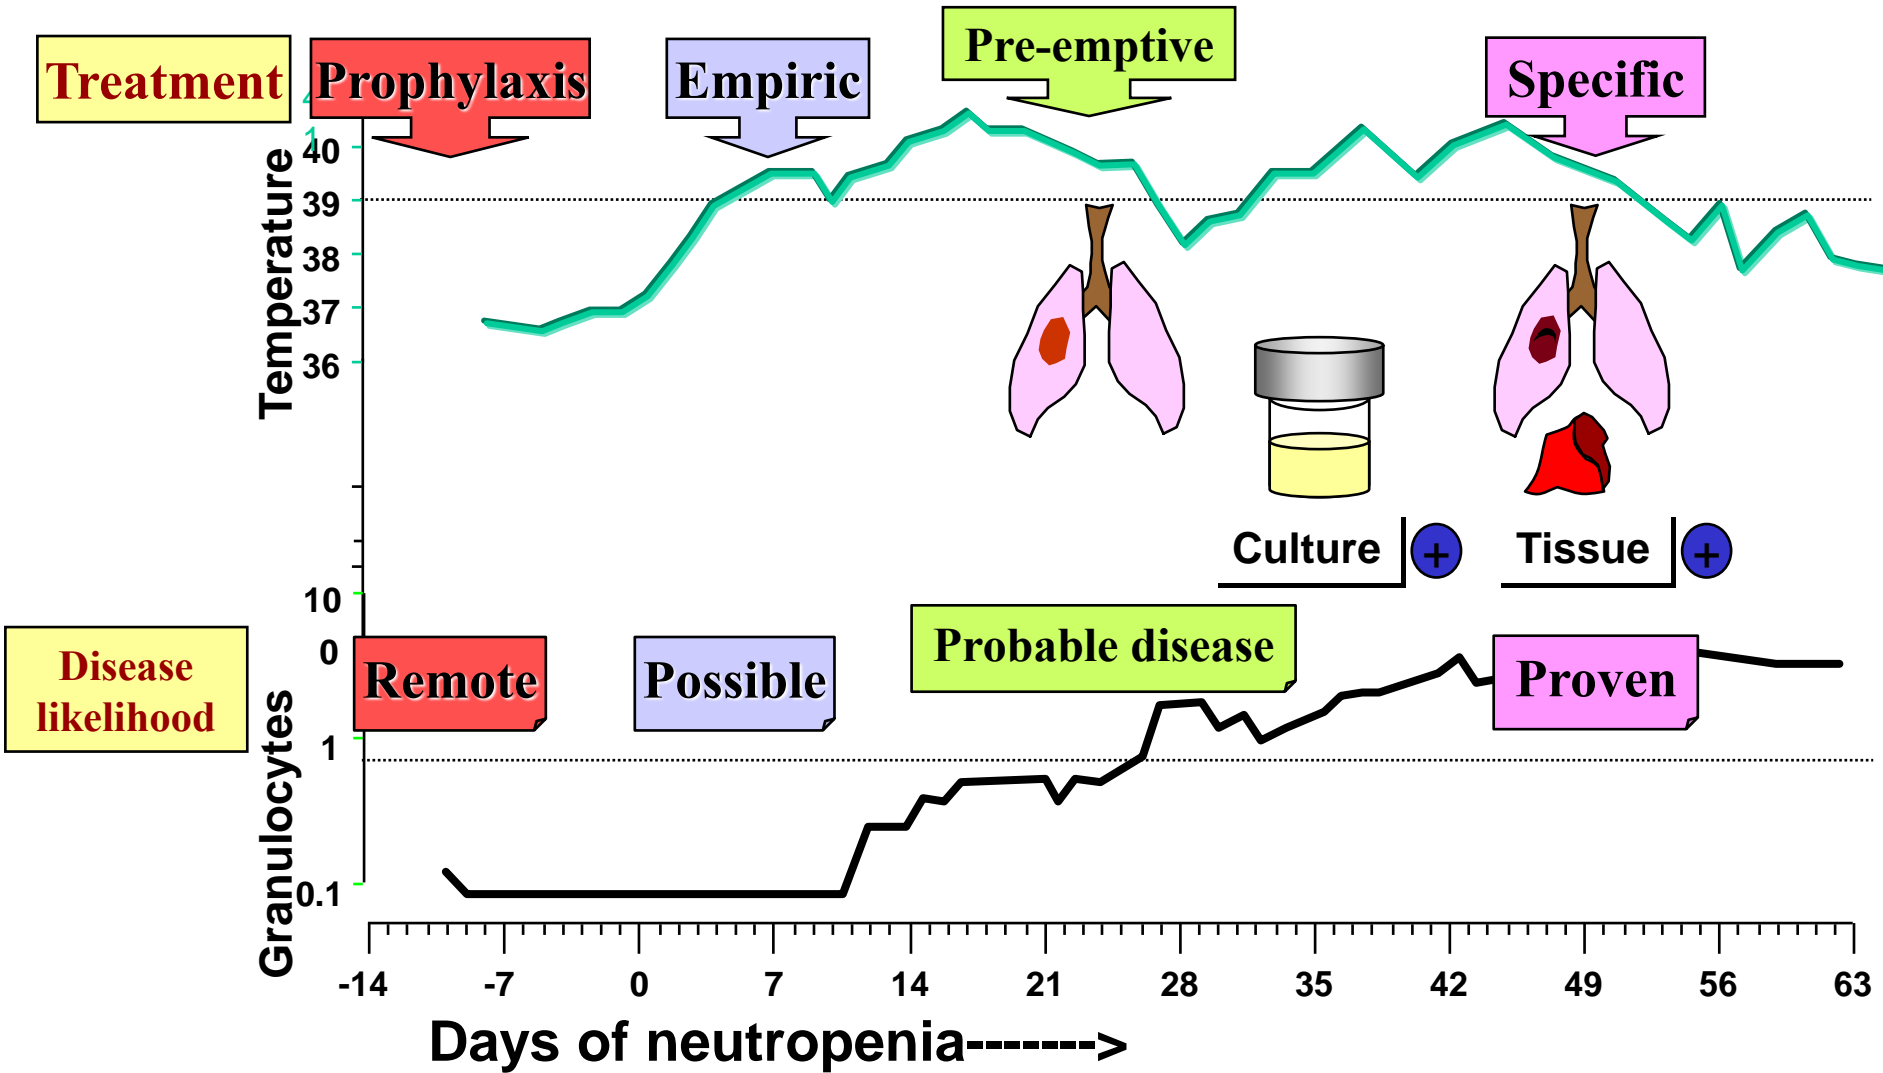 Treatment
Prophylaxis
Empiric
Pre-emptive
Specific
Temperature
41
40
39
38
37
36
Culture
+
Tissue
+
Disease
likelihood
Remote
Possible
Probable disease
Proven
Granulocytes
10
0
1
0.1
-14 -7 0 7 14 21 28 35 42 49 56 63
Days of neutropenia------->